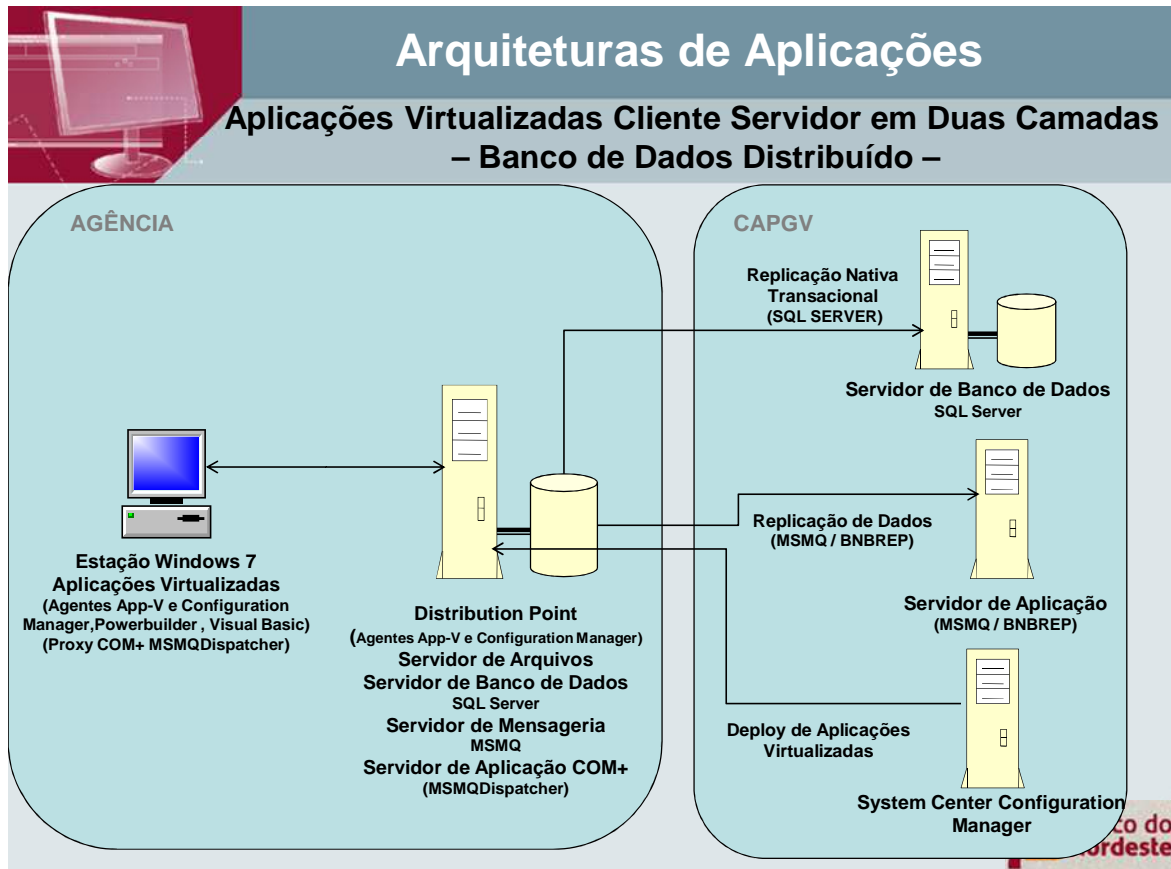 Arquiteturas de Aplicações
Aplicações Virtualizadas Cliente Servidor em Duas Camadas
– Banco de Dados Distribuído –
AGÊNCIA
Estação Windows 7
Aplicações Virtualizadas
(Agentes App-V e Configuration
Manager,Powerbuilder , Visual Basic)
(Proxy COM+ MSMQDispatcher)
Distribution Point
(Agentes App-V e Configuration Manager)
Servidor de Arquivos
Servidor de Banco de Dados
SQL Server
Servidor de Mensageria
MSMQ
Servidor de Aplicação COM+
(MSMQDispatcher)
CAPGV
Replicação Nativa
Transacional
(SQL SERVER)
Servidor de Banco de Dados
SQL Server
Replicação de Dados
(MSMQ / BNBREP)
Servidor de Aplicação
(MSMQ / BNBREP)
Deploy de Aplicações
Virtualizadas
System Center Configuration
Manager
co do
ordeste